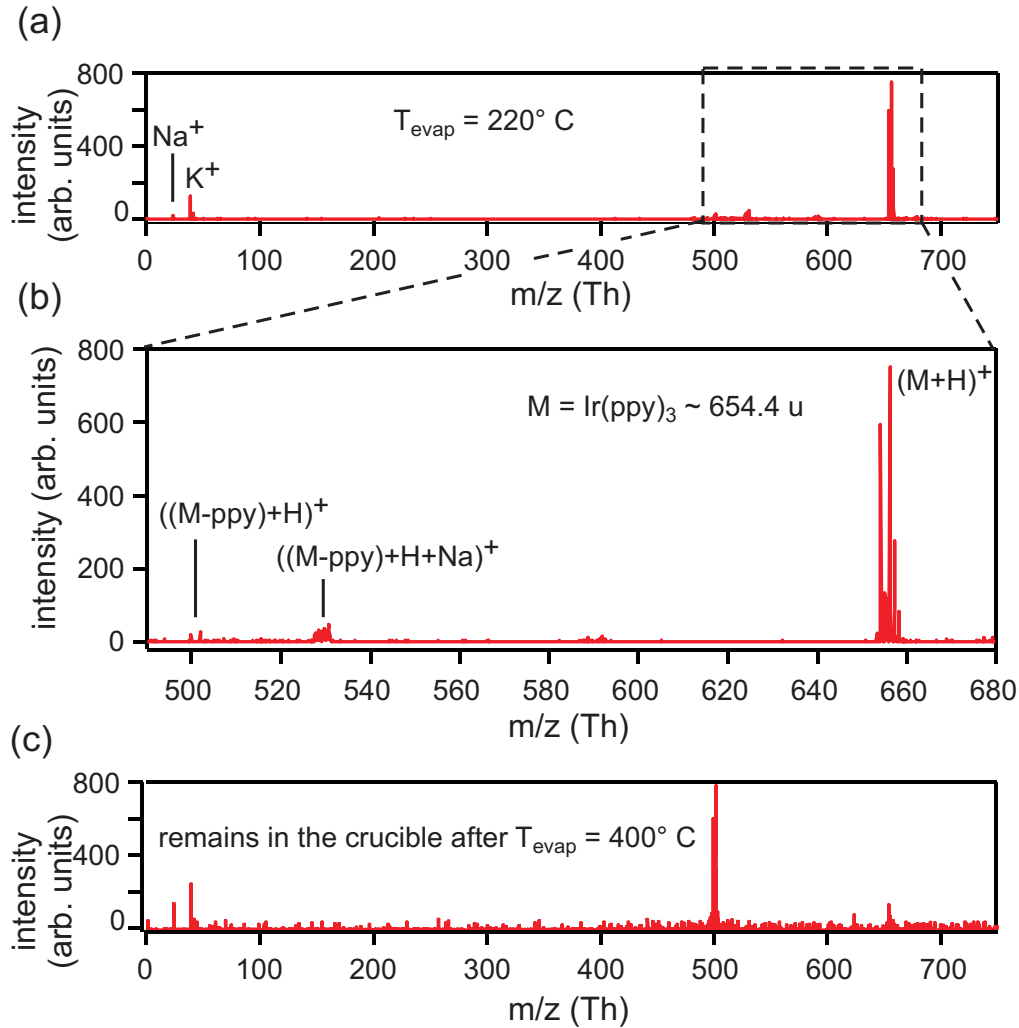 (a)
800
400
0
intensity
(arb. units)
Na+
K+
Tevap = 220° C
0 100 200 300 400 500 600 700
m/z (Th)
(b)
800
600
400
200
0
intensity (arb. units)
M = Ir(ppy)3 ~ 654.4 u
(M+H)+
((M-ppy)+H)+
((M-ppy)+H+Na)+
500 520 540 560 580 600 620 640 660 680
m/z (Th)
(c)
800
400
0
intensity
(arb. units)
remains in the crucible after Tevap = 400° C
0 100 200 300 400 500 600 700
m/z (Th)